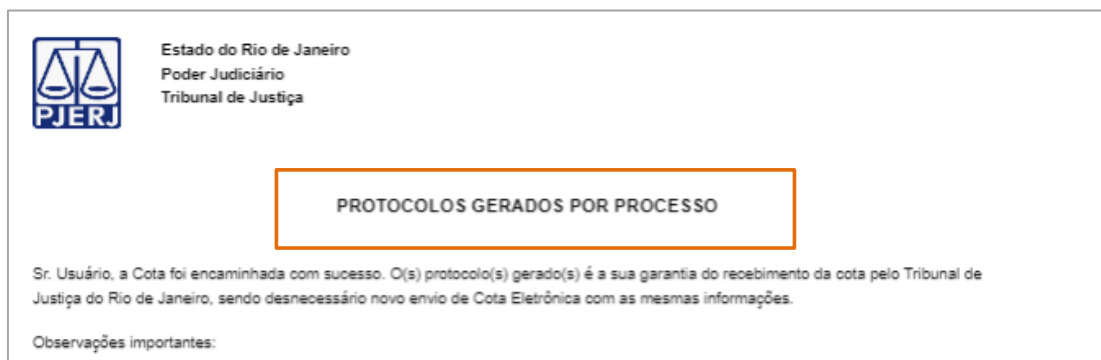 PJERJ
Estado do Rio de Janeiro
Poder Judiciário
Tribunal de Justiça
PROTOCOLOS GERADOS POR PROCESSO
Sr. Usuário, a Cota foi encaminhada com sucesso. O(s) protocolo(s) gerado(s) é a sua garantia do recebimento da cota pelo Tribunal de
Justiça do Rio de Janeiro, sendo desnecessário novo envio de Cota Eletrônica com as mesmas informações.
Observações importantes: